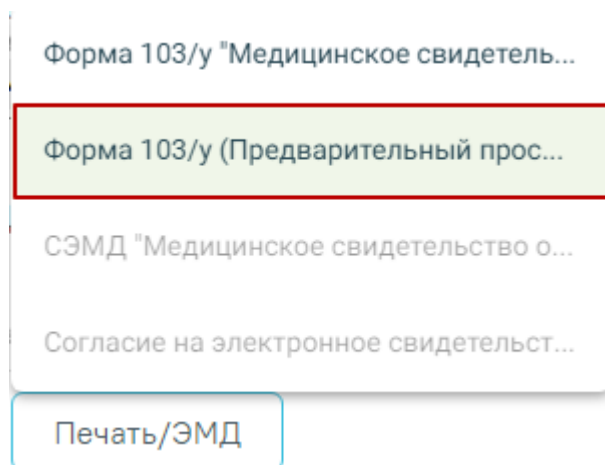 Форма 103/у "Медицинское свидетель...
Форма 103/у (Предварительный прос...
СЭМД "Медицинское свидетельство о...
Согласие на электронное свидетельст...
Печать/ЭМД